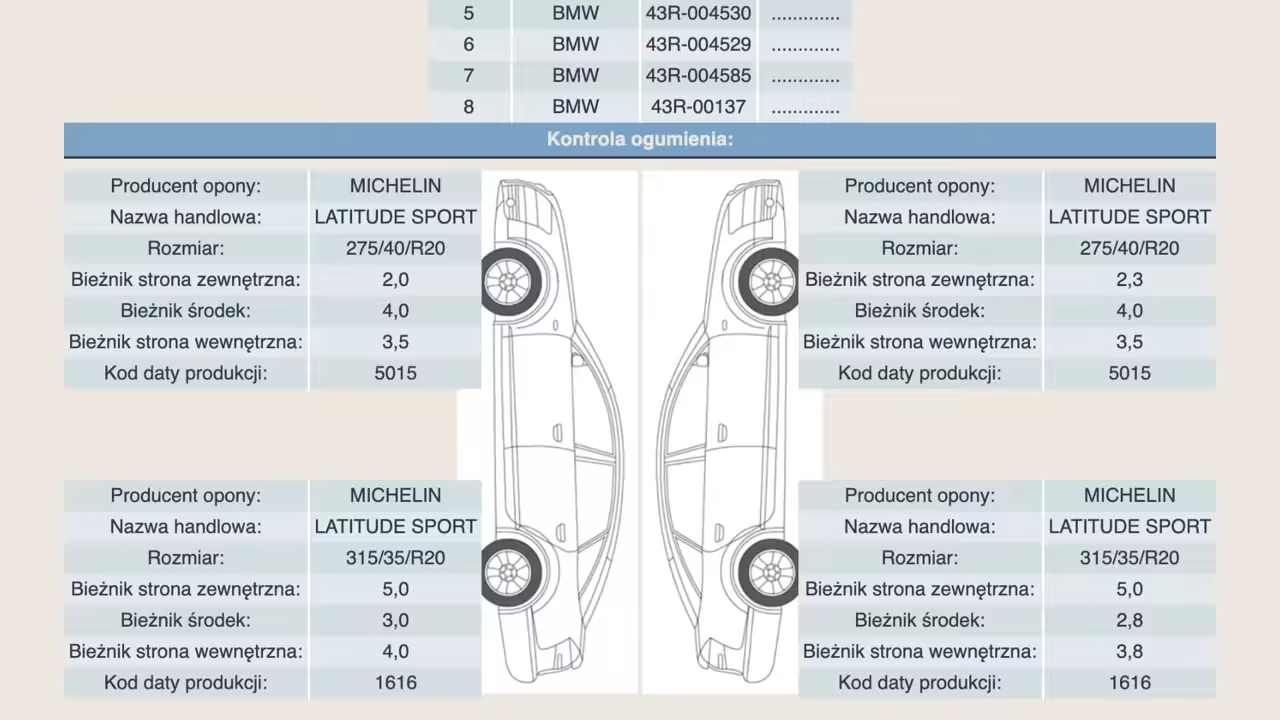 5 BMW 43R-004530 .............
6 BMW 43R-004529 .............
7 BMW 43R-004585 .............
8 BMW 43R-00137 .............
Kontrola ogumienia:
Producent opony: MICHELIN
Nazwa handlowa: LATITUDE SPORT
Rozmiar: 275/40/R20
Bieżnik strona zewnętrzna: 2,0
Bieżnik środek: 4,0
Bieżnik strona wewnętrzna: 3,5
Kod daty produkcji: 5015
Producent opony: MICHELIN
Nazwa handlowa: LATITUDE SPORT
Rozmiar: 275/40/R20
Bieżnik strona zewnętrzna: 2,3
Bieżnik środek: 4,0
Bieżnik strona wewnętrzna: 3,5
Kod daty produkcji: 5015
Producent opony: MICHELIN
Nazwa handlowa: LATITUDE SPORT
Rozmiar: 315/35/R20
Bieżnik strona zewnętrzna: 5,0
Bieżnik środek: 3,0
Bieżnik strona wewnętrzna: 4,0
Kod daty produkcji: 1616
Producent opony: MICHELIN
Nazwa handlowa: LATITUDE SPORT
Rozmiar: 315/35/R20
Bieżnik strona zewnętrzna: 5,0
Bieżnik środek: 2,8
Bieżnik strona wewnętrzna: 3,8
Kod daty produkcji: 1616